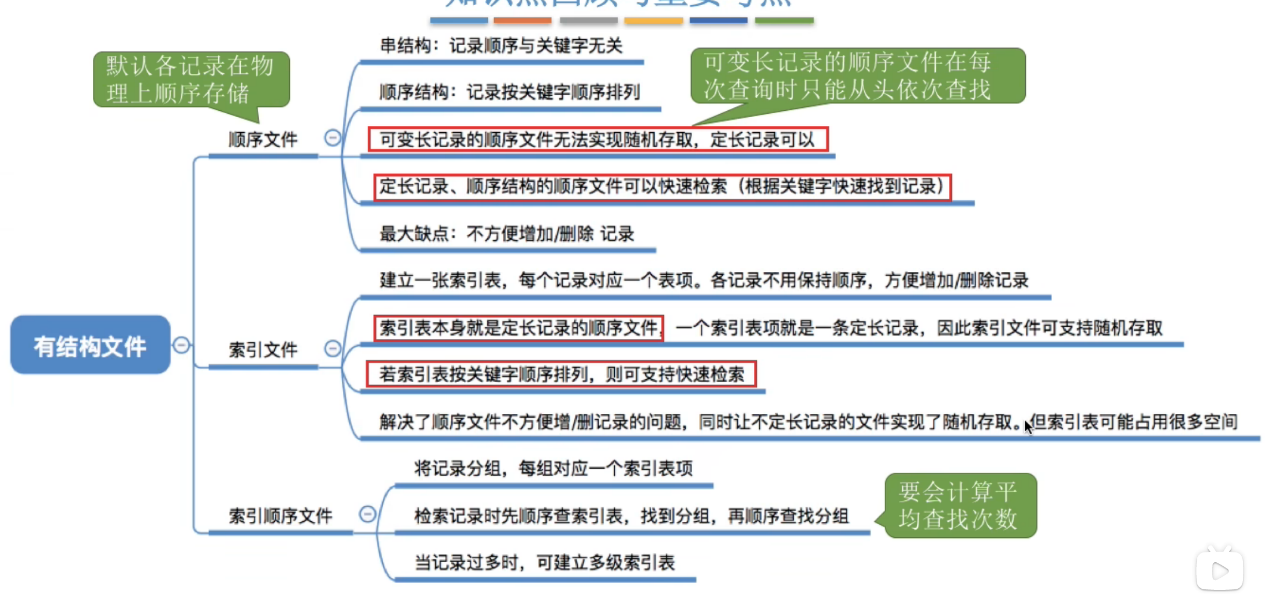 知识点回顾与重要考点
默认各记录在物
理上顺序存储
串结构：记录顺序与关键字无关
可变长记录的顺序文件在每
次查询时只能从头依次查找
顺序结构：记录按关键字顺序排列
顺序文件
可变长记录的顺序文件无法实现随机存取，定长记录可以
定长记录、顺序结构的顺序文件可以快速检索（根据关键字快速找到记录）
最大缺点：不方便增加/删除 记录
有结构文件
索引文件
建立一张索引表，每个记录对应一个表项。各记录不用保持顺序，方便增加/删除记录
索引表本身就是定长记录的顺序文件，一个索引表项就是一条定长记录，因此索引文件可支持随机存取
若索引表按关键字顺序排列，则可支持快速检索
解决了顺序文件不方便增/删记录的问题，同时让不定长记录的文件实现了随机存取。但索引表可能占用很多空间
索引顺序文件
将记录分组，每组对应一个索引表项
检索记录时先顺序查索引表，找到分组，再顺序查找分组
要会计算平
均查找次数
当记录过多时，可建立多级索引表